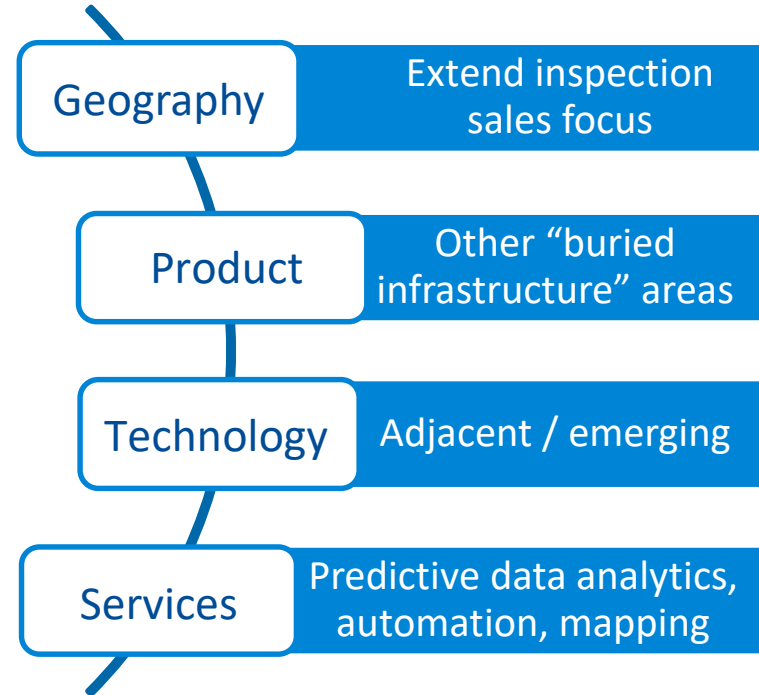 Geography
Extend inspection
sales focus
Product
Other “buried
infrastructure” areas
Technology
Adjacent / emerging
Services
Predictive data analytics,
automation, mapping